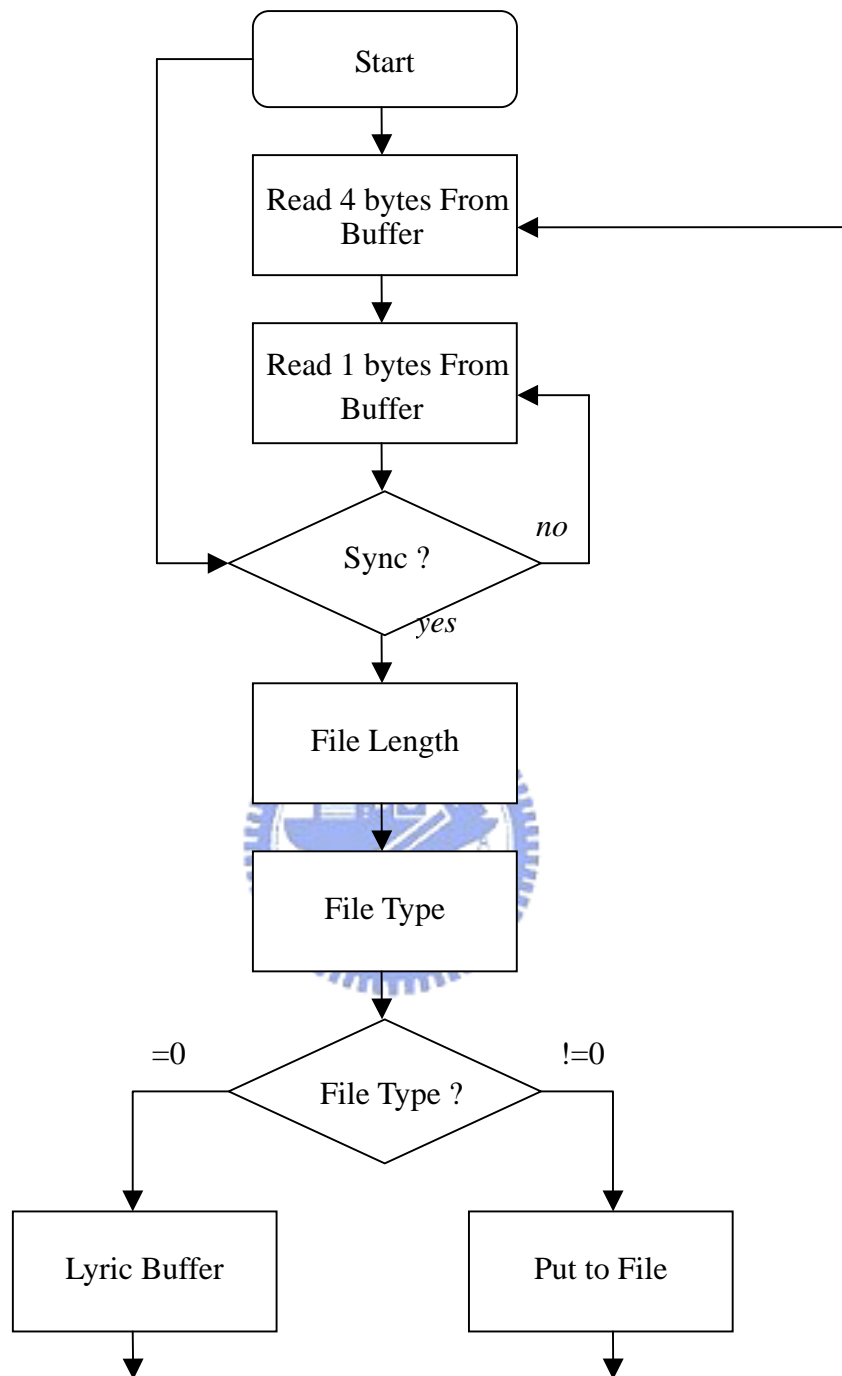 Start
Read 4 bytes From
Buffer
Read 1 bytes From
Buffer
Sync ?
no
yes
File Length
File Type
=0
!=0
File Type ?
Lyric Buffer
Put to File